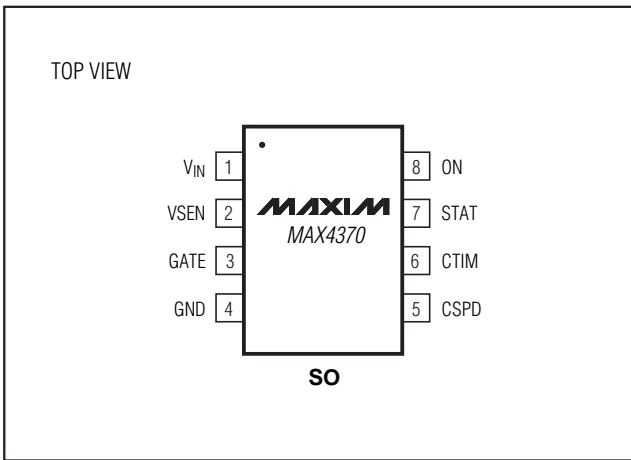 TOP VIEW
VIN 1
VSEN 2
GATE 3
GND 4
MAXIM
MAX4370
8 ON
7 STAT
6 CTIM
5 CSPD
SO